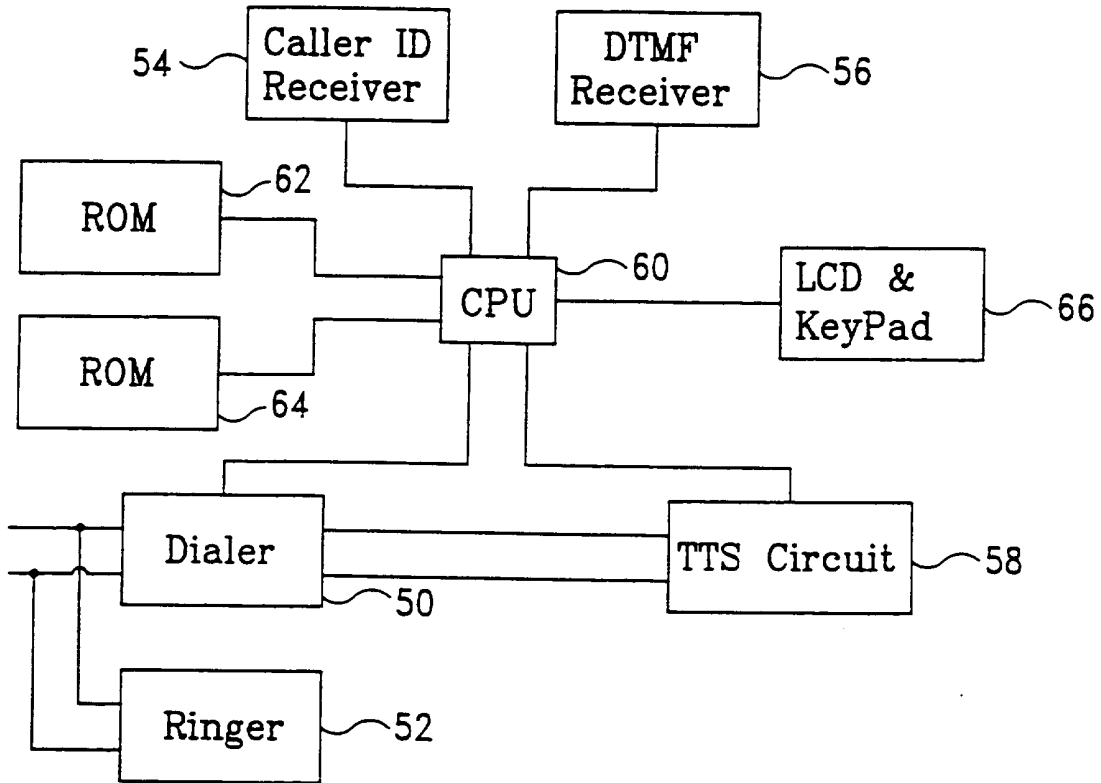 Caller ID
Receiver
54
DTMF
Receiver
56
ROM
62
60
CPU
LCD &
KeyPad
66
ROM
64
Dialer
50
TTS Circuit
58
Ringer
52